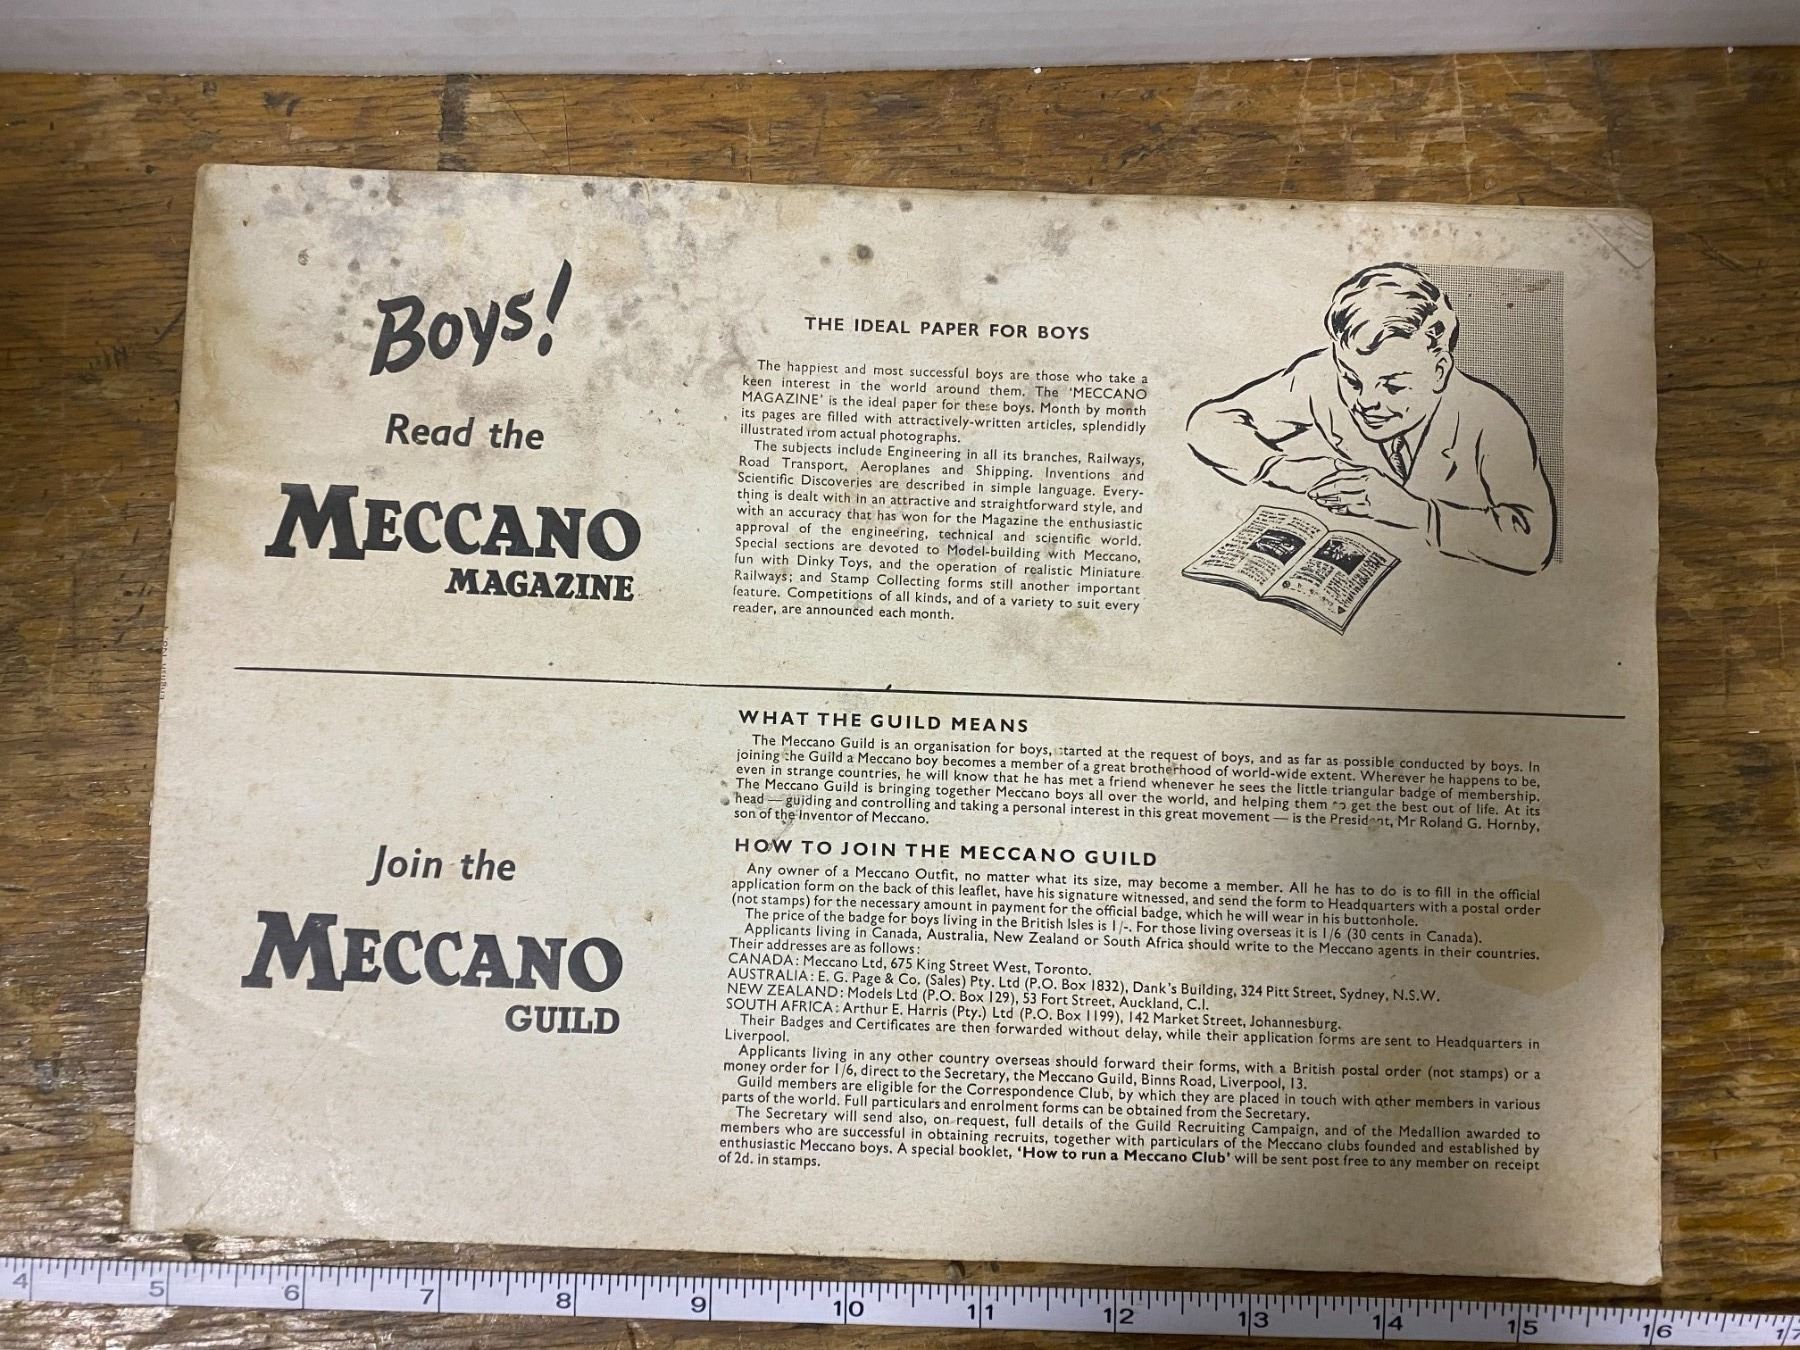 Boys!
Read the
MECCANO
MAGAZINE
THE IDEAL PAPER FOR BOYS
The happiest and most successful boys are those who take a
keen interest in the world around them. The 'MECCANO
MAGAZINE' is the ideal paper for these boys. Month by month
its pages are filled with attractively-written articles, splendidly
illustrated from actual photographs.
The subjects include Engineering in all its branches, Railways,
Road Transport, Aeroplanes and Shipping. Inventions and
Scientific Discoveries are described in simple language. Every-
thing is dealt with in an attractive and straightforward style, and
with an accuracy that has won for the Magazine the enthusiastic
approval of the engineering, technical and scientific world.
Special sections are devoted to Model-building with Meccano,
fun with Dinky Toys, and the operation of realistic Miniature
Railways; and Stamp Collecting forms still another important
feature. Competitions of all kinds, and of a variety to suit every
reader, are announced each month.
Join the
MECCANO
GUILD
WHAT THE GUILD MEANS
The Meccano Guild is an organisation for boys, started at the request of boys, and as far as possible conducted by boys. In
joining the Guild a Meccano boy becomes a member of a great brotherhood of world-wide extent. Wherever he happens to be,
even in strange countries, he will know that he has met a friend whenever he sees the little triangular badge of membership.
The Meccano Guild is bringing together Meccano boys all over the world, and helping them to get the best out of life. At its
head — guiding and controlling and taking a personal interest in this great movement — is the President, Mr Roland G. Hornby,
son of the Inventor of Meccano.
HOW TO JOIN THE MECCANO GUILD
Any owner of a Meccano Outfit, no matter what its size, may become a member. All he has to do is to fill in the official
application form on the back of this leaflet, have his signature witnessed, and send the form to Headquarters with a postal order
(not stamps) for the necessary amount in payment for the official badge, which he will wear in his buttonhole.
The price of the badge for boys living in the British Isles is 1/-. For those living overseas it is 1/6 (30 cents in Canada).
Applicants living in Canada, Australia, New Zealand or South Africa should write to the Meccano agents in their countries.
Their addresses are as follows:
CANADA: Meccano Ltd, 675 King Street West, Toronto.
AUSTRALIA: E. G. Page & Co. (Sales) Pty. Ltd (P.O. Box 1832), Dank's Building, 324 Pitt Street, Sydney, N.S.W.
NEW ZEALAND: Models Ltd (P.O. Box 129), 53 Fort Street, Auckland, C.I.
SOUTH AFRICA: Arthur E. Harris (Pty.) Ltd (P.O. Box 1199), 142 Market Street, Johannesburg.
Their Badges and Certificates are then forwarded without delay, while their application forms are sent to Headquarters in
Liverpool.
Applicants living in any other country overseas should forward their forms, with a British postal order (not stamps) or a
money order for 1/6, direct to the Secretary, the Meccano Guild, Binns Road, Liverpool, 13.
Guild members are eligible for the Correspondence Club, by which they are placed in touch with other members in various
parts of the world. Full particulars and enrolment forms can be obtained from the Secretary.
The Secretary will send also, on request, full details of the Guild Recruiting Campaign, and of the Medallion awarded to
members who are successful in obtaining recruits, together with particulars of the Meccano clubs founded and established by
enthusiastic Meccano boys. A special booklet, 'How to run a Meccano Club' will be sent post free to any member on receipt
of 2d. in stamps.
4 5 6 7 8 9 10 11 12 13 14 15 16 17